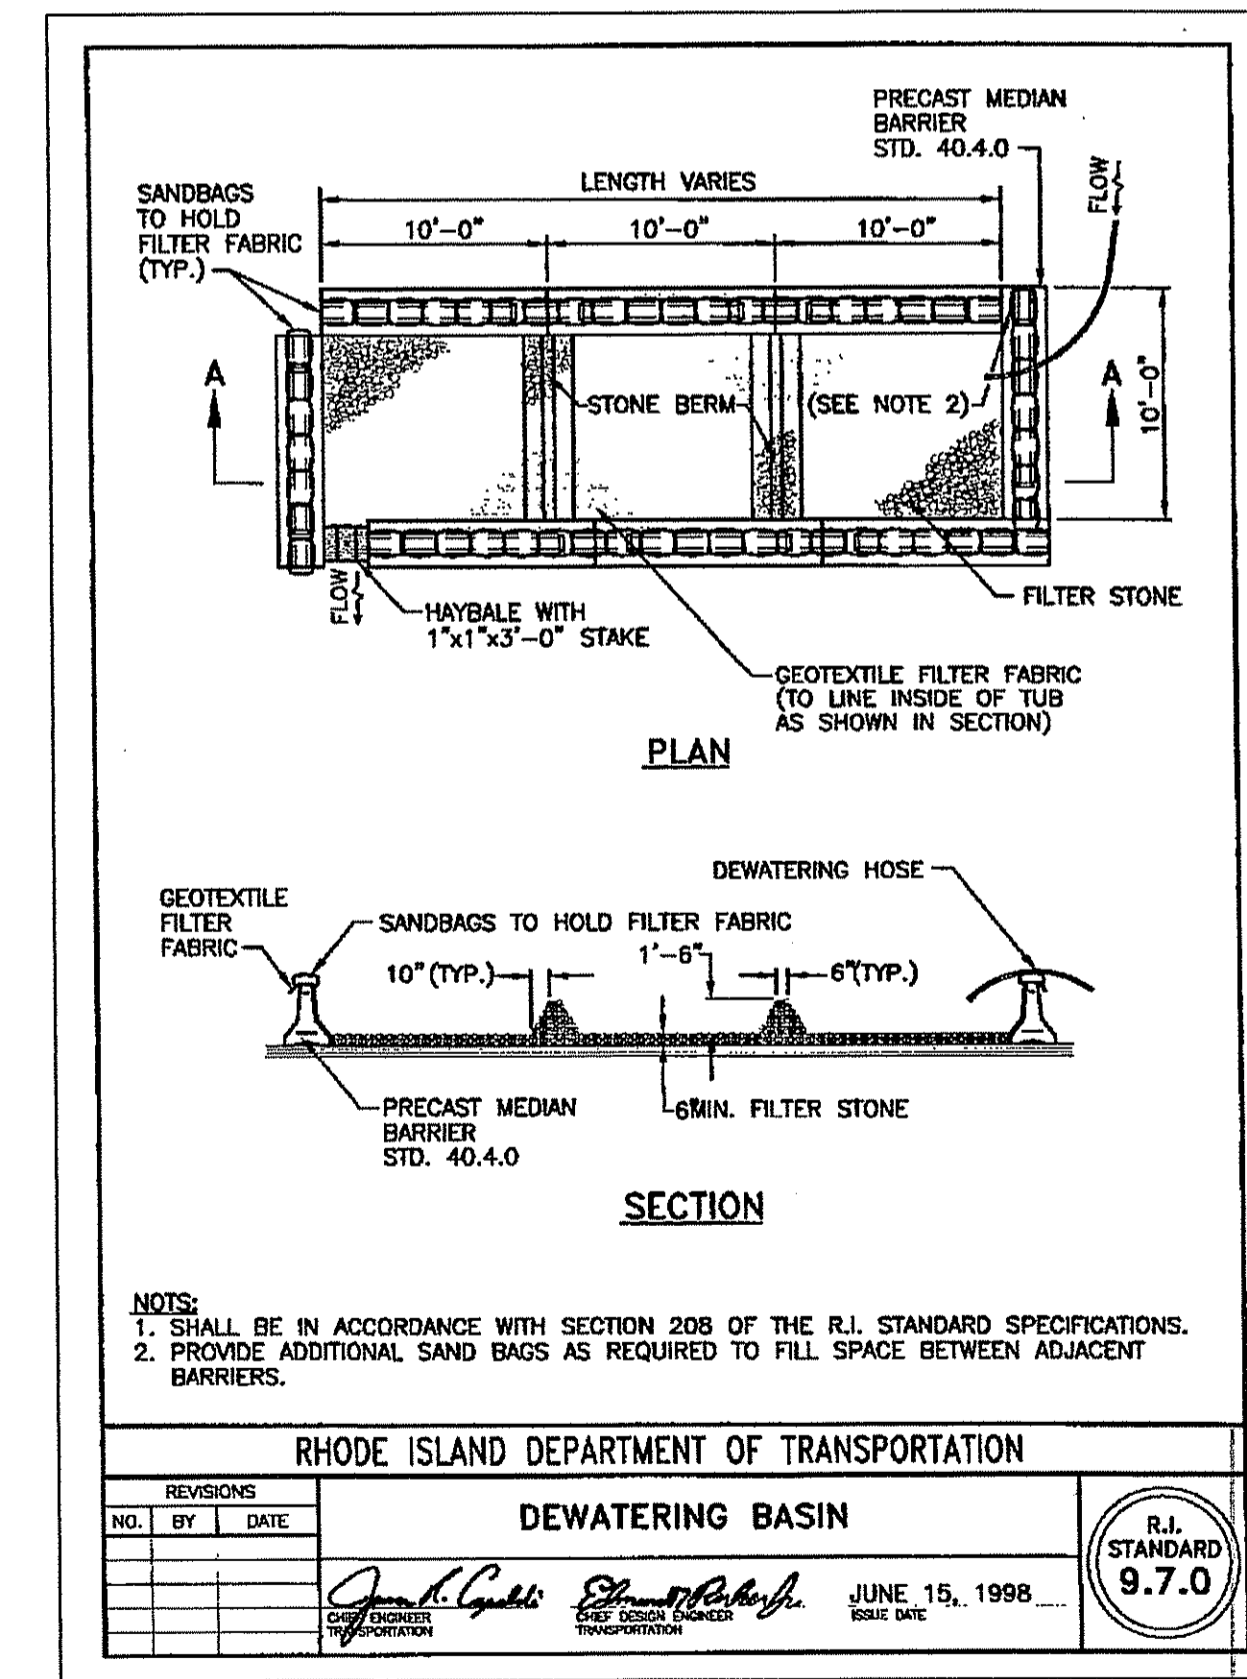 PRECAST MEDIAN
BARRIER
STD. 40.4.0
FLOW
SANDBAGS
TO HOLD
FILTER FABRIC
(TYP.)
LENGTH VARIES
10'-0"
10'-0"
10'-0"
A
A
10'-0"
STONE BERM
(SEE NOTE 2)
FLOW
HAYBALE WITH
1"x1"x3'-0" STAKE
FILTER STONE
GEOTEXTILE FILTER FABRIC
(TO LINE INSIDE OF TUB
AS SHOWN IN SECTION)
PLAN
DEWATERING HOSE
GEOTEXTILE
FILTER
FABRIC
SANDBAGS TO HOLD FILTER FABRIC
10" (TYP.)
1'-6"
6"(TYP.)
6"MIN. FILTER STONE
PRECAST MEDIAN
BARRIER
STD. 40.4.0
SECTION
NOTS:
1. SHALL BE IN ACCORDANCE WITH SECTION 208 OF THE R.I. STANDARD SPECIFICATIONS.
2. PROVIDE ADDITIONAL SAND BAGS AS REQUIRED TO FILL SPACE BETWEEN ADJACENT
BARRIERS.
RHODE ISLAND DEPARTMENT OF TRANSPORTATION
REVISIONS
NO. BY DATE
DEWATERING BASIN
CHIEF ENGINEER
TRANSPORTATION
CHIEF DESIGN ENGINEER
TRANSPORTATION
JUNE 15, 1998
ISSUE DATE
R.I.
STANDARD
9.7.0